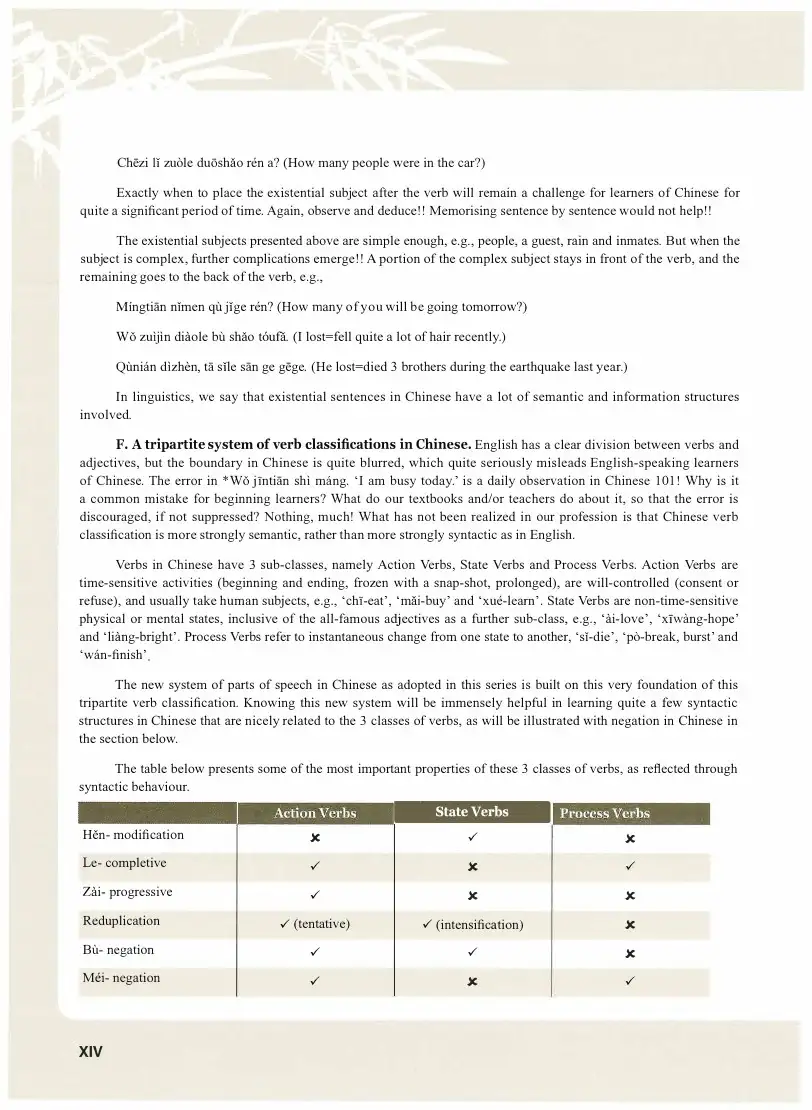 Chēzi lǐ zuòle duōshǎo rén a? (How many people were in the car?)
Exactly when to place the existential subject after the verb will remain a challenge for learners of Chinese for
quite a significant period of time. Again, observe and deduce!! Memorising sentence by sentence would not help!!
The existential subjects presented above are simple enough, e.g., people, a guest, rain and inmates. But when the
subject is complex, further complications emerge!! A portion of the complex subject stays in front of the verb, and the
remaining goes to the back of the verb, e.g.,
Míngtiān nǐmen qù jǐge rén? (How many of you will be going tomorrow?)
Wǒ zuìjìn diàole bù shǎo tóufǎ. (I lost=fell quite a lot of hair recently.)
Qùnián dìzhèn, tā sǐle sān ge gēge. (He lost=died 3 brothers during the earthquake last year.)
In linguistics, we say that existential sentences in Chinese have a lot of semantic and information structures
involved.
F. A tripartite system of verb classifications in Chinese. English has a clear division between verbs and
adjectives, but the boundary in Chinese is quite blurred, which quite seriously misleads English-speaking learners
of Chinese. The error in *Wǒ jīntiān shì máng. ‘I am busy today.’ is a daily observation in Chinese 101! Why is it
a common mistake for beginning learners? What do our textbooks and/or teachers do about it, so that the error is
discouraged, if not suppressed? Nothing, much! What has not been realized in our profession is that Chinese verb
classification is more strongly semantic, rather than more strongly syntactic as in English.
Verbs in Chinese have 3 sub-classes, namely Action Verbs, State Verbs and Process Verbs. Action Verbs are
time-sensitive activities (beginning and ending, frozen with a snap-shot, prolonged), are will-controlled (consent or
refuse), and usually take human subjects, e.g., ‘chī-eat’, ‘mǎi-buy’ and ‘xué-learn’. State Verbs are non-time-sensitive
physical or mental states, inclusive of the all-famous adjectives as a further sub-class, e.g., ‘ài-love’, ‘xīwàng-hope’
and ‘liàng-bright’. Process Verbs refer to instantaneous change from one state to another, ‘sǐ-die’, ‘pò-break, burst’ and
‘wán-finish’.
The new system of parts of speech in Chinese as adopted in this series is built on this very foundation of this
tripartite verb classification. Knowing this new system will be immensely helpful in learning quite a few syntactic
structures in Chinese that are nicely related to the 3 classes of verbs, as will be illustrated with negation in Chinese in
the section below.
The table below presents some of the most important properties of these 3 classes of verbs, as reflected through
syntactic behaviour.
Action Verbs State Verbs Process Verbs
Hěn- modification ✘ ✓ ✘
Le- completive ✓ ✘ ✓
Zài- progressive ✓ ✘ ✘
Reduplication ✓ (tentative) ✓ (intensification) ✘
Bù- negation ✓ ✓ ✘
Méi- negation ✓ ✘ ✓
XIV